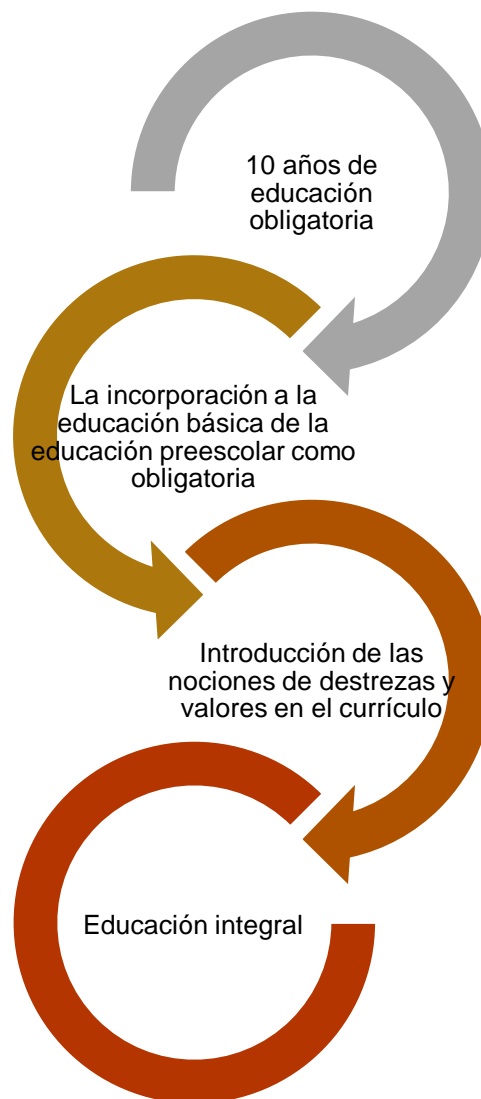 10 años de
educación
obligatoria
La incorporación a la
educación básica de la
educación preescolar como
obligatoria
Introducción de las
nociones de destrezas y
valores en el currículo
Educación integral